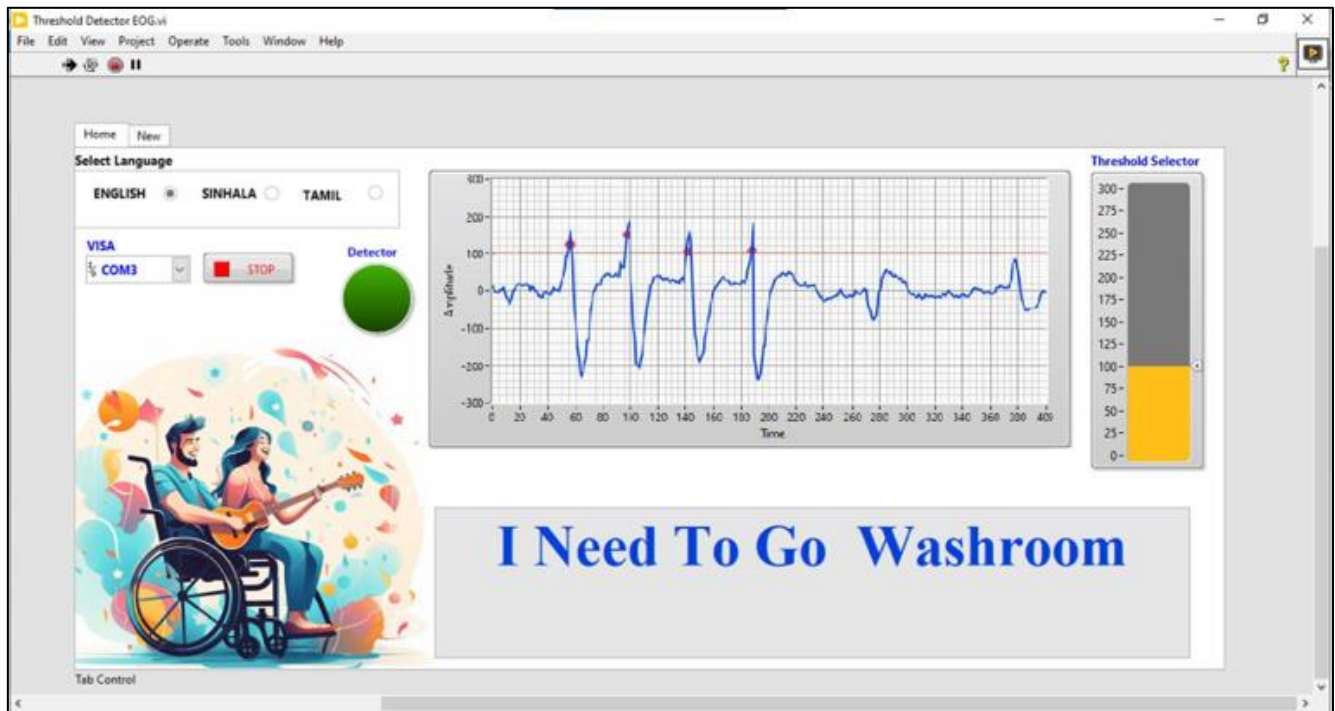 Threshold Detector EOG.vi
File Edit View Project Operate Tools Window Help
Home New
Select Language
ENGLISH SINHALA TAMIL
VISA
COM3
STOP
Detector
Amplitude
300
200
100
0
-100
-200
-300
0 20 40 60 80 100 120 140 160 180 200 220 240 260 280 300 320 340 360 380 400
Time
Threshold Selector
300
275
250
225
200
175
150
125
100
75
50
25
0
I Need To Go Washroom
Tab Control